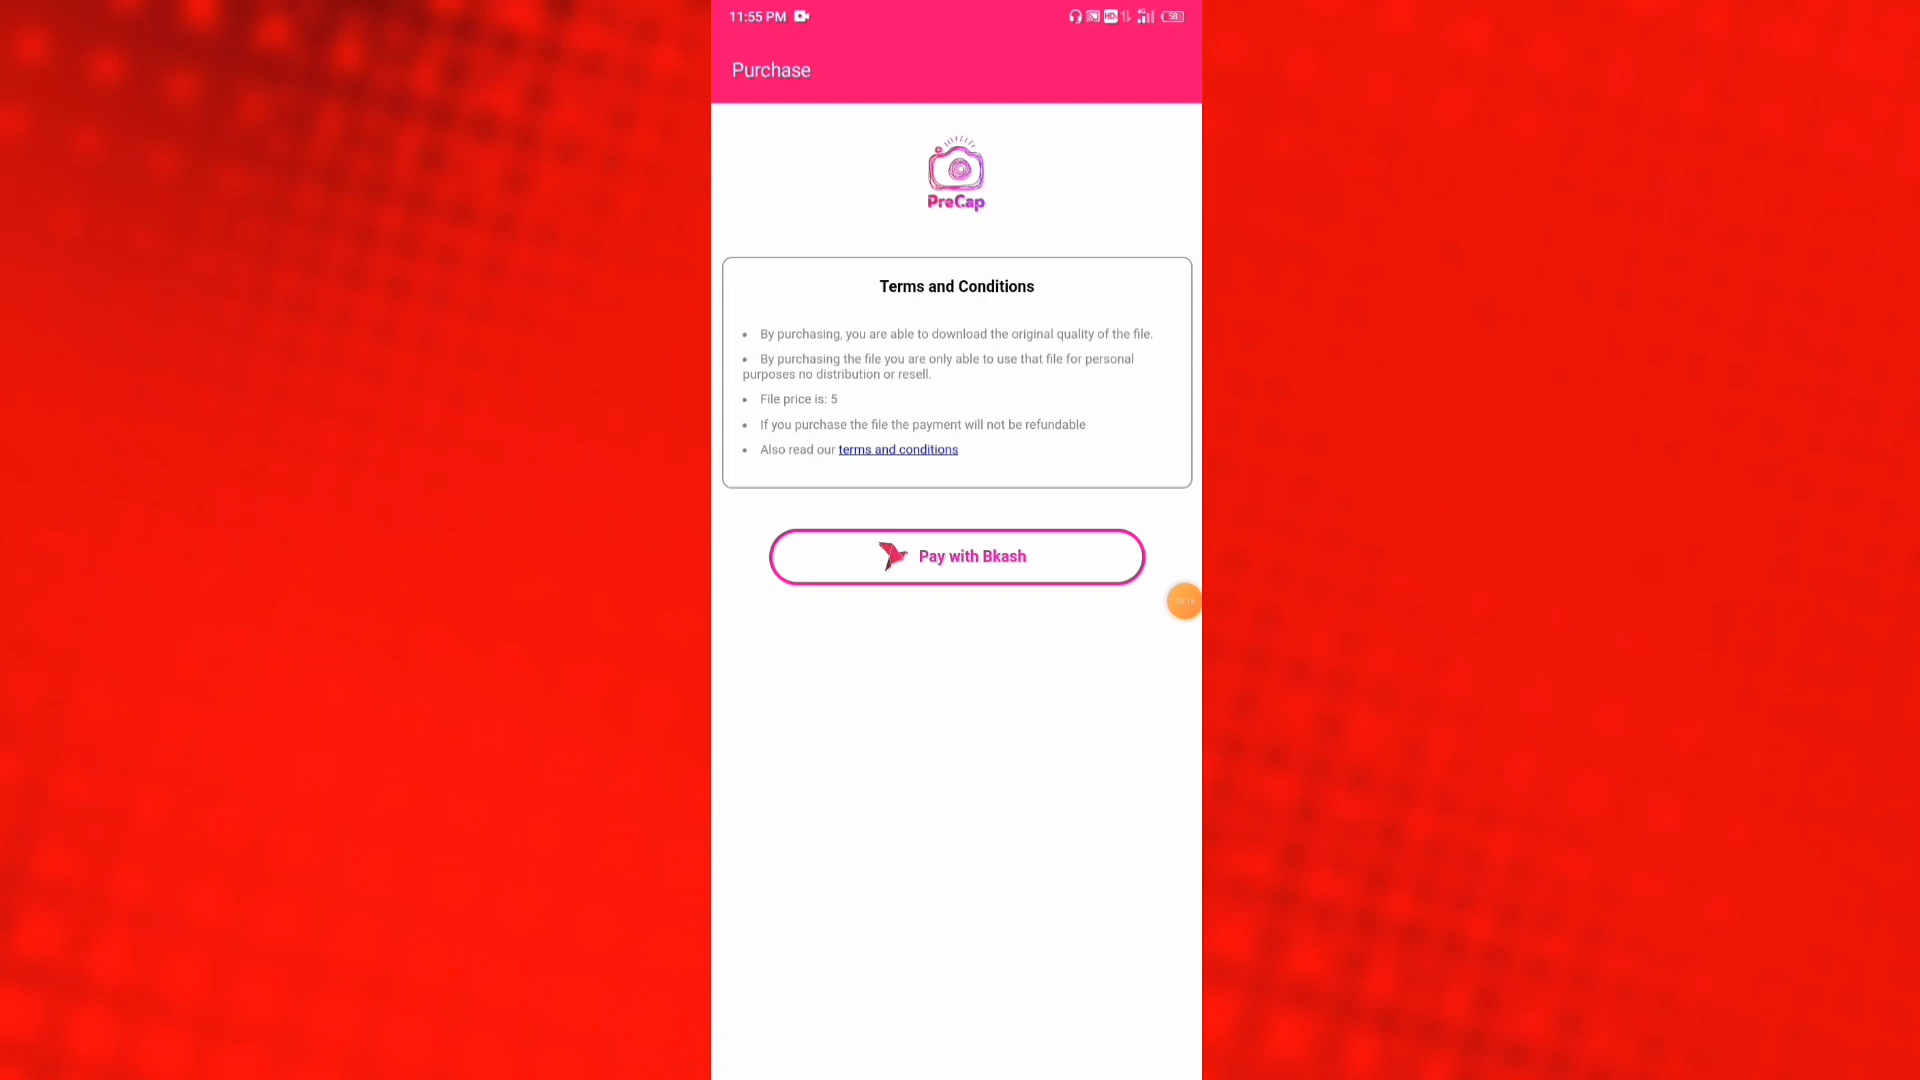 11:55 PM
HD
4G
58
Purchase
PreCap
Terms and Conditions
• By purchasing, you are able to download the original quality of the file.
• By purchasing the file you are only able to use that file for personal
purposes no distribution or resell.
• File price is: 5
• If you purchase the file the payment will not be refundable
• Also read our terms and conditions
Pay with Bkash